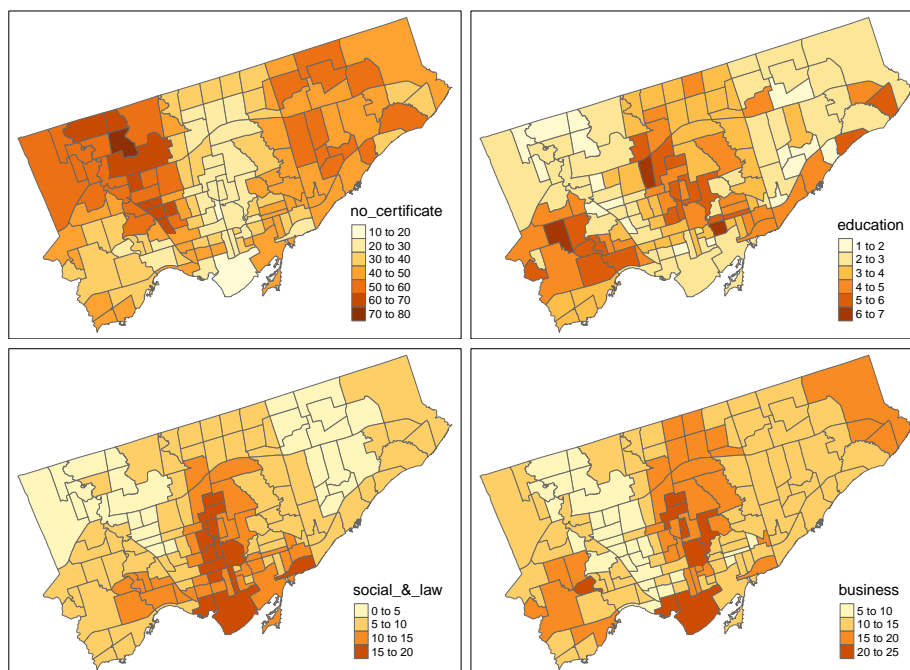 no_certificate
10 to 20
20 to 30
30 to 40
40 to 50
50 to 60
60 to 70
70 to 80
education
1 to 2
2 to 3
3 to 4
4 to 5
5 to 6
6 to 7
social_&_law
0 to 5
5 to 10
10 to 15
15 to 20
business
5 to 10
10 to 15
15 to 20
20 to 25